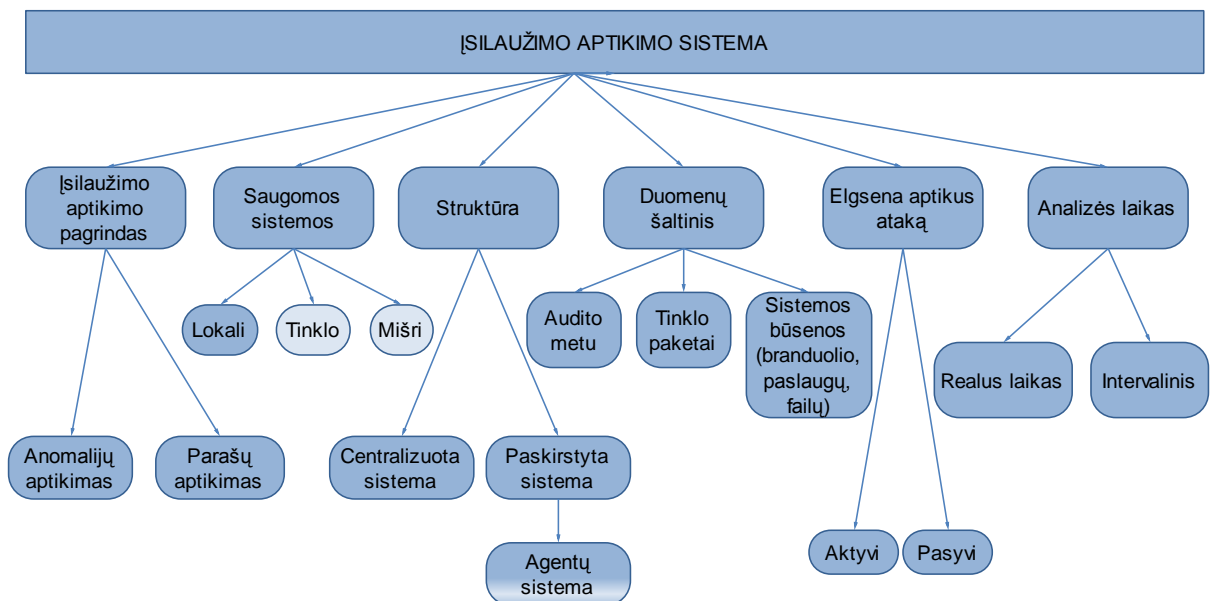 ĮSILAUŽIMO APTIKIMO SISTEMA
Įsilaužimo
aptikimo
pagrindas
Saugomos
sistemos
Struktūra
Duomenų
šaltinis
Elgsena aptikus
ataką
Analizės laikas
Lokali
Tinklo
Mišri
Audito
metu
Tinklo
paketai
Sistemos
būsenos
(branduolio,
paslaugų,
failų)
Realus laikas
Intervalinis
Anomalijų
aptikimas
Parašų
aptikimas
Centralizuota
sistema
Paskirstyta
sistema
Aktyvi
Pasyvi
Agentų
sistema